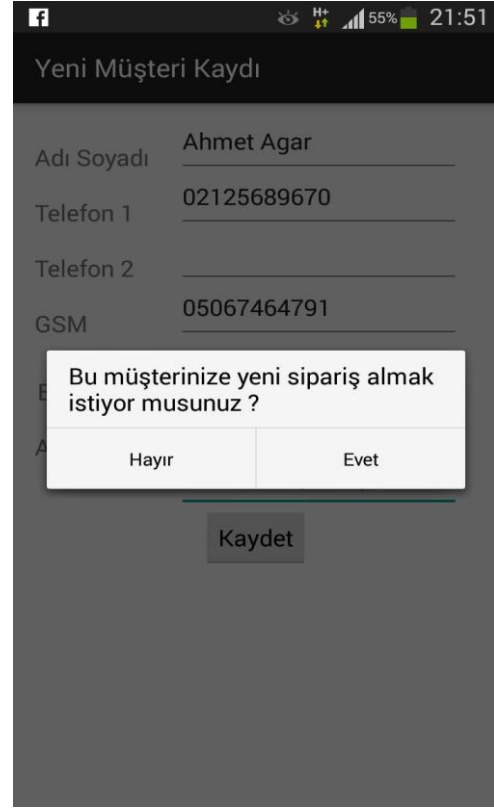 H+ 55% 21:51
Yeni Müşteri Kaydı
Adı Soyadı Ahmet Agar
Telefon 1 02125689670
Telefon 2
GSM 05067464791
Bu müşterinize yeni sipariş almak
istiyor musunuz ?
Hayır Evet
Kaydet